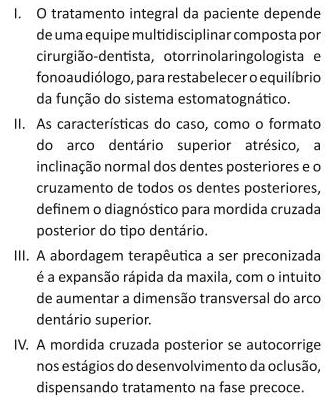 I. O tratamento integral da paciente depende
de uma equipe multidisciplinar composta por
cirurgião-dentista, otorrinolaringologista e
fonoaudiólogo, para restabelecer o equilíbrio
da função do sistema estomatognático.
II. As características do caso, como o formato
do arco dentário superior atrésico, a
inclinação normal dos dentes posteriores e o
cruzamento de todos os dentes posteriores,
definem o diagnóstico para mordida cruzada
posterior do tipo dentário.
III. A abordagem terapêutica a ser preconizada
é a expansão rápida da maxila, com o intuito
de aumentar a dimensão transversal do arco
dentário superior.
IV. A mordida cruzada posterior se autocorrige
nos estágios do desenvolvimento da oclusão,
dispensando tratamento na fase precoce.